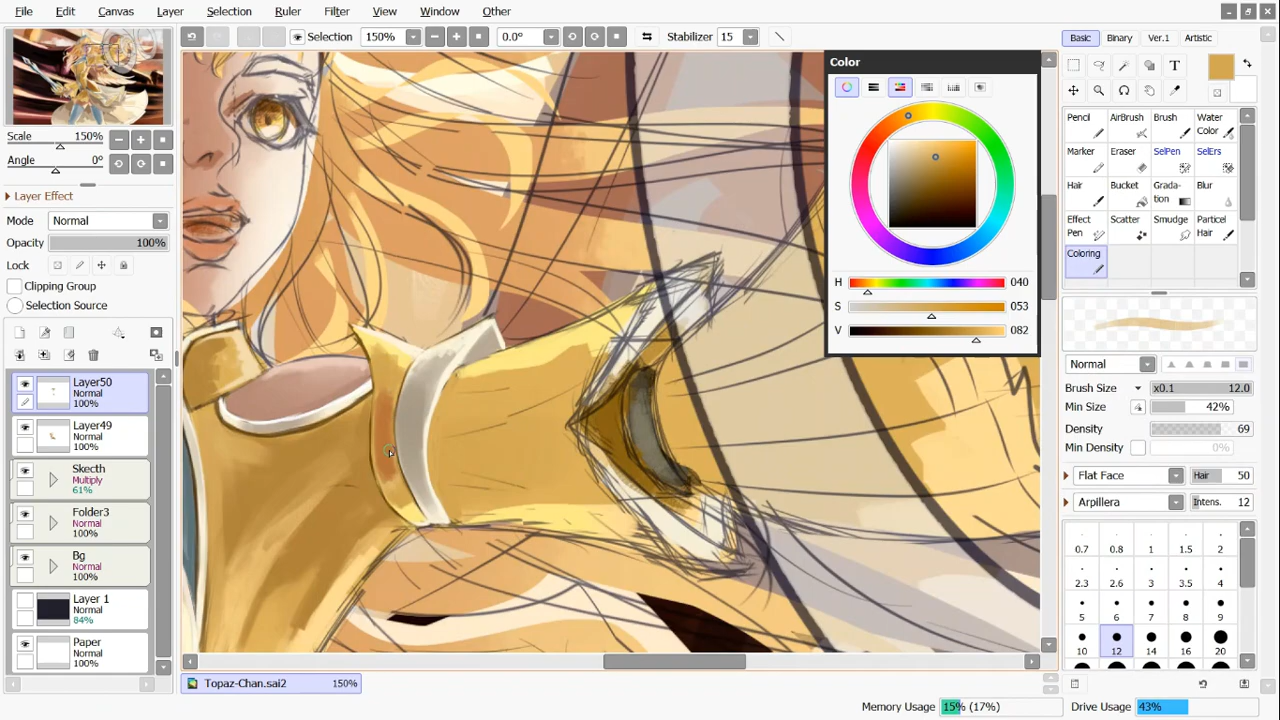 File Edit Canvas Layer Selection Ruler Filter View Window Other
Selection 150% 0.0° Stabilizer 15
Color
H 040
S 053
V 082
Scale 150%
Angle 0°
Layer Effect
Mode Normal
Opacity 100%
Lock
Clipping Group
Selection Source
Layer50
Normal
100%
Layer49
Normal
100%
Skecth
Multiply
61%
Folder3
Normal
100%
Bg
Normal
100%
Layer 1
Normal
84%
Paper
Normal
100%
Basic Binary Ver.1 Artistic
T
Pencil AirBrush Brush Water Color
Marker Eraser SelPen SelErs
Hair Bucket Grada-tion Blur
Effect Pen Scatter Smudge Particel Hair
Coloring
Normal
Brush Size x0.1 12.0
Min Size 42%
Density 69
Min Density 0%
Flat Face Hair 50
Arpillera Intens. 12
0.7 0.8 1 1.5 2
2.3 2.6 3 3.5 4
5 6 7 8 9
10 12 14 16 20
Topaz-Chan.sai2 150%
Memory Usage 15% (17%) Drive Usage 43%